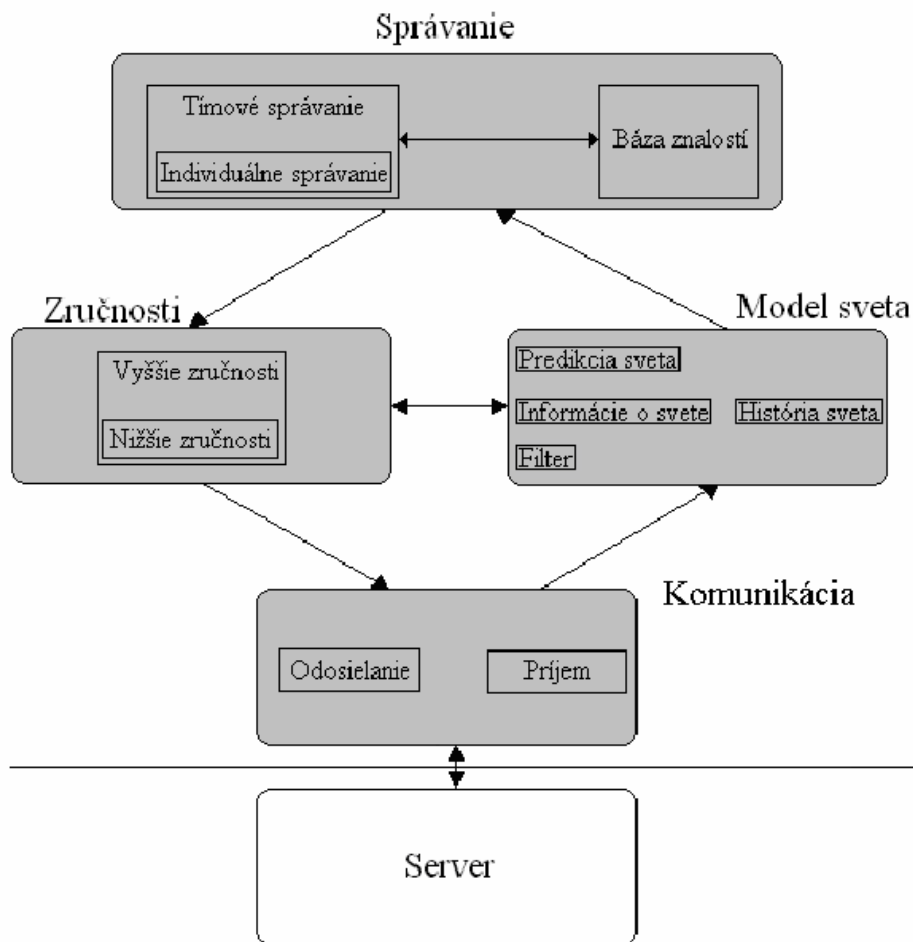 Správanie
Tímové správanie
Individuálne správanie
Báza znalostí
Zručnosti
Vyššie zručnosti
Nižšie zručnosti
Model sveta
Predikcia sveta
Informácie o svete
História sveta
Filter
Komunikácia
Odosielanie
Príjem
Server